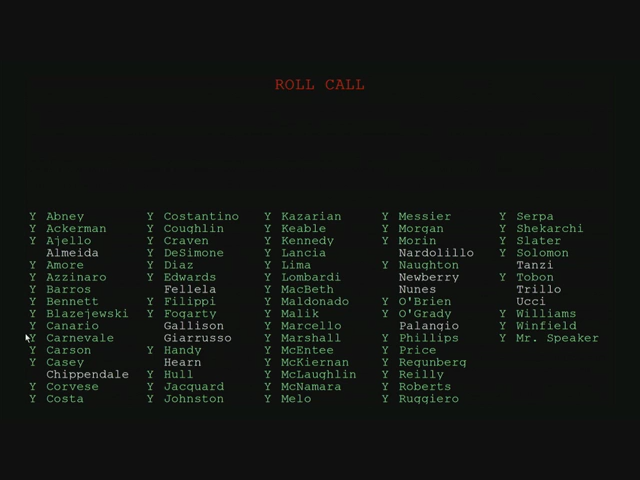 ROLL CALL
Y Abney Y Costantino Y Kazarian Y Messier Y Serpa
Y Ackerman Y Coughlin Y Keable Y Morgan Y Shekarchi
Y Ajello Y Craven Y Kennedy Y Morin Y Slater
Almeida Y DeSimone Y Lancia Nardolillo Y Solomon
Y Amore Y Diaz Y Lima Y Naughton Tanzi
Y Azzinaro Y Edwards Y Lombardi Newberry Y Tobon
Y Barros Fellela Y MacBeth Nunes Trillo
Y Bennett Y Filippi Y Maldonado Y O'Brien Ucci
Y Blazejewski Y Fogarty Y Malik Y O'Grady Y Williams
Y Canario Gallison Y Marcello Palangio Y Winfield
Y Carnevale Giarrusso Y Marshall Y Phillips Y Mr. Speaker
Y Carson Y Handy Y McEntee Y Price
Y Casey Hearn Y McKiernan Y Regunberg
Chippendale Y Hull Y McLaughlin Y Reilly
Y Corvese Y Jacquard Y McNamara Y Roberts
Y Costa Y Johnston Y Melo Y Ruggiero